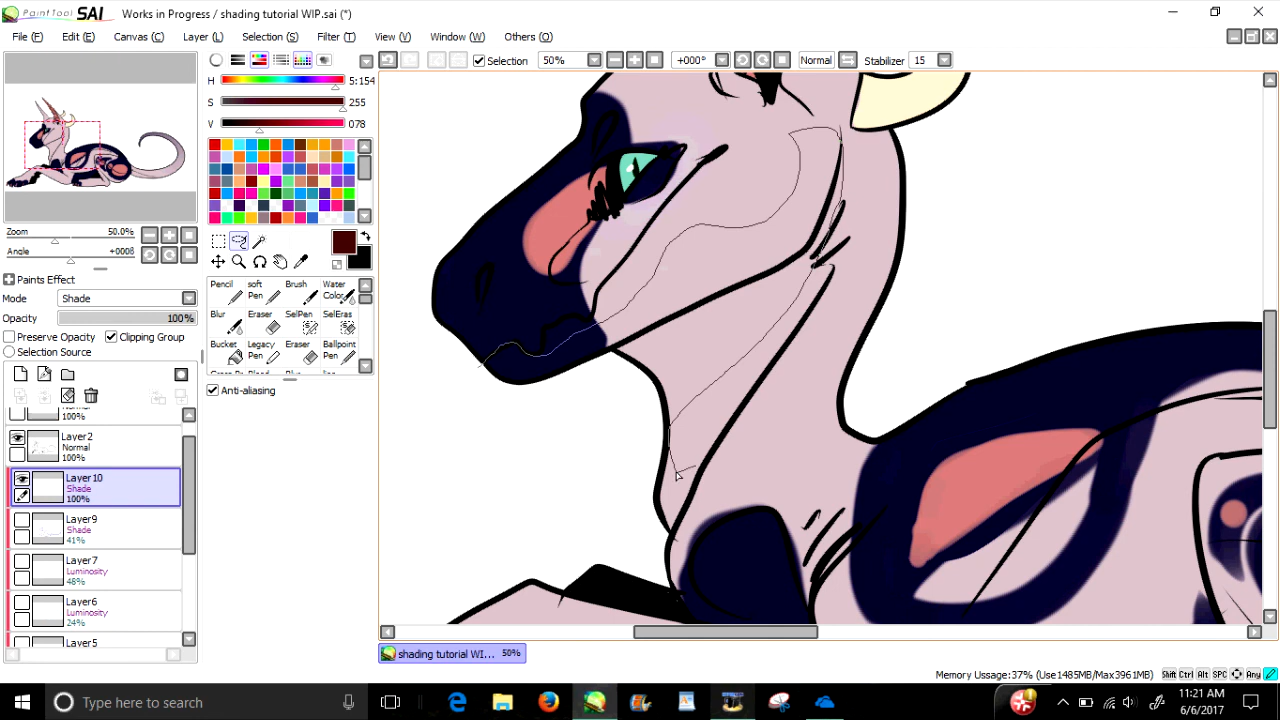 PaintTool SAI Works in Progress / shading tutorial WIP.sai (*)
File (F) Edit (E) Canvas (C) Layer (L) Selection (S) Filter (T) View (V) Window (W) Others (O)
Selection 50% +000° Normal Stabilizer 15
H 5:154
S 255
V 078
Zoom 50.0%
Angle +000ß
Paints Effect
Mode Shade
Opacity 100%
Preserve Opacity Clipping Group
Selection Source
Pencil soft Pen Brush Water Color
Blur Eraser SelPen SelEras
Bucket Legacy Pen Eraser Ballpoint Pen
Anti-aliasing
100%
Layer2
Normal
100%
Layer10
Shade
100%
Layer9
Shade
41%
Layer7
Luminosity
48%
Layer6
Luminosity
24%
Layer5
shading tutorial WI... 50%
Memory Usage:37% (Use1485MB/Max3961MB) Shift Ctrl Alt SPC Any
Type here to search
11:21 AM
6/6/2017